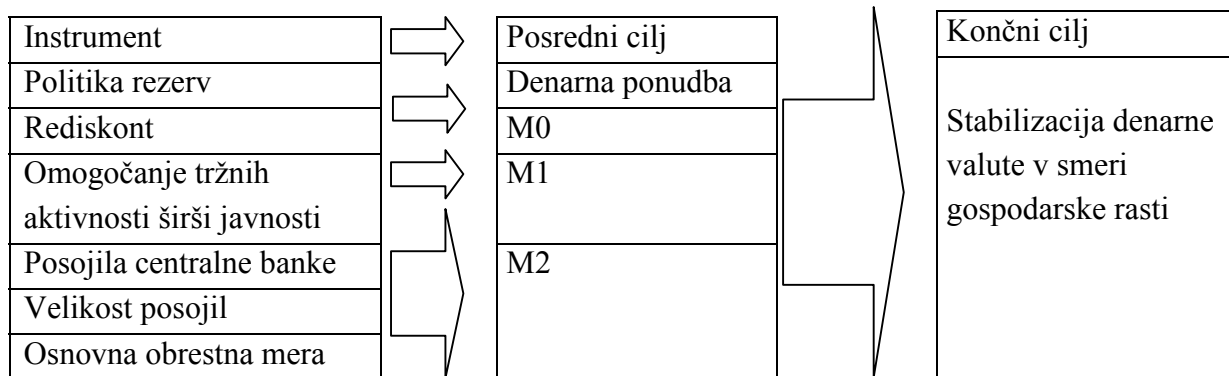 Instrument
Politika rezerv
Rediskont
Omogočanje tržnih
aktivnosti širši javnosti
Posojila centralne banke
Velikost posojil
Osnovna obrestna mera
Posredni cilj
Denarna ponudba
M0
M1
M2
Končni cilj
Stabilizacija denarne
valute v smeri
gospodarske rasti